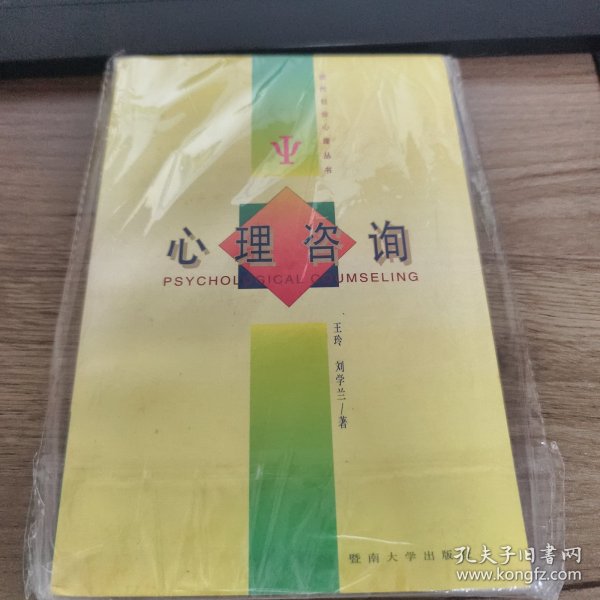 Ψ
心理咨询
PSYCHOLOGICAL COUMSELING
王玲 刘学兰/著
暨南大学出版
孔夫子旧书网
www.kongfz.com